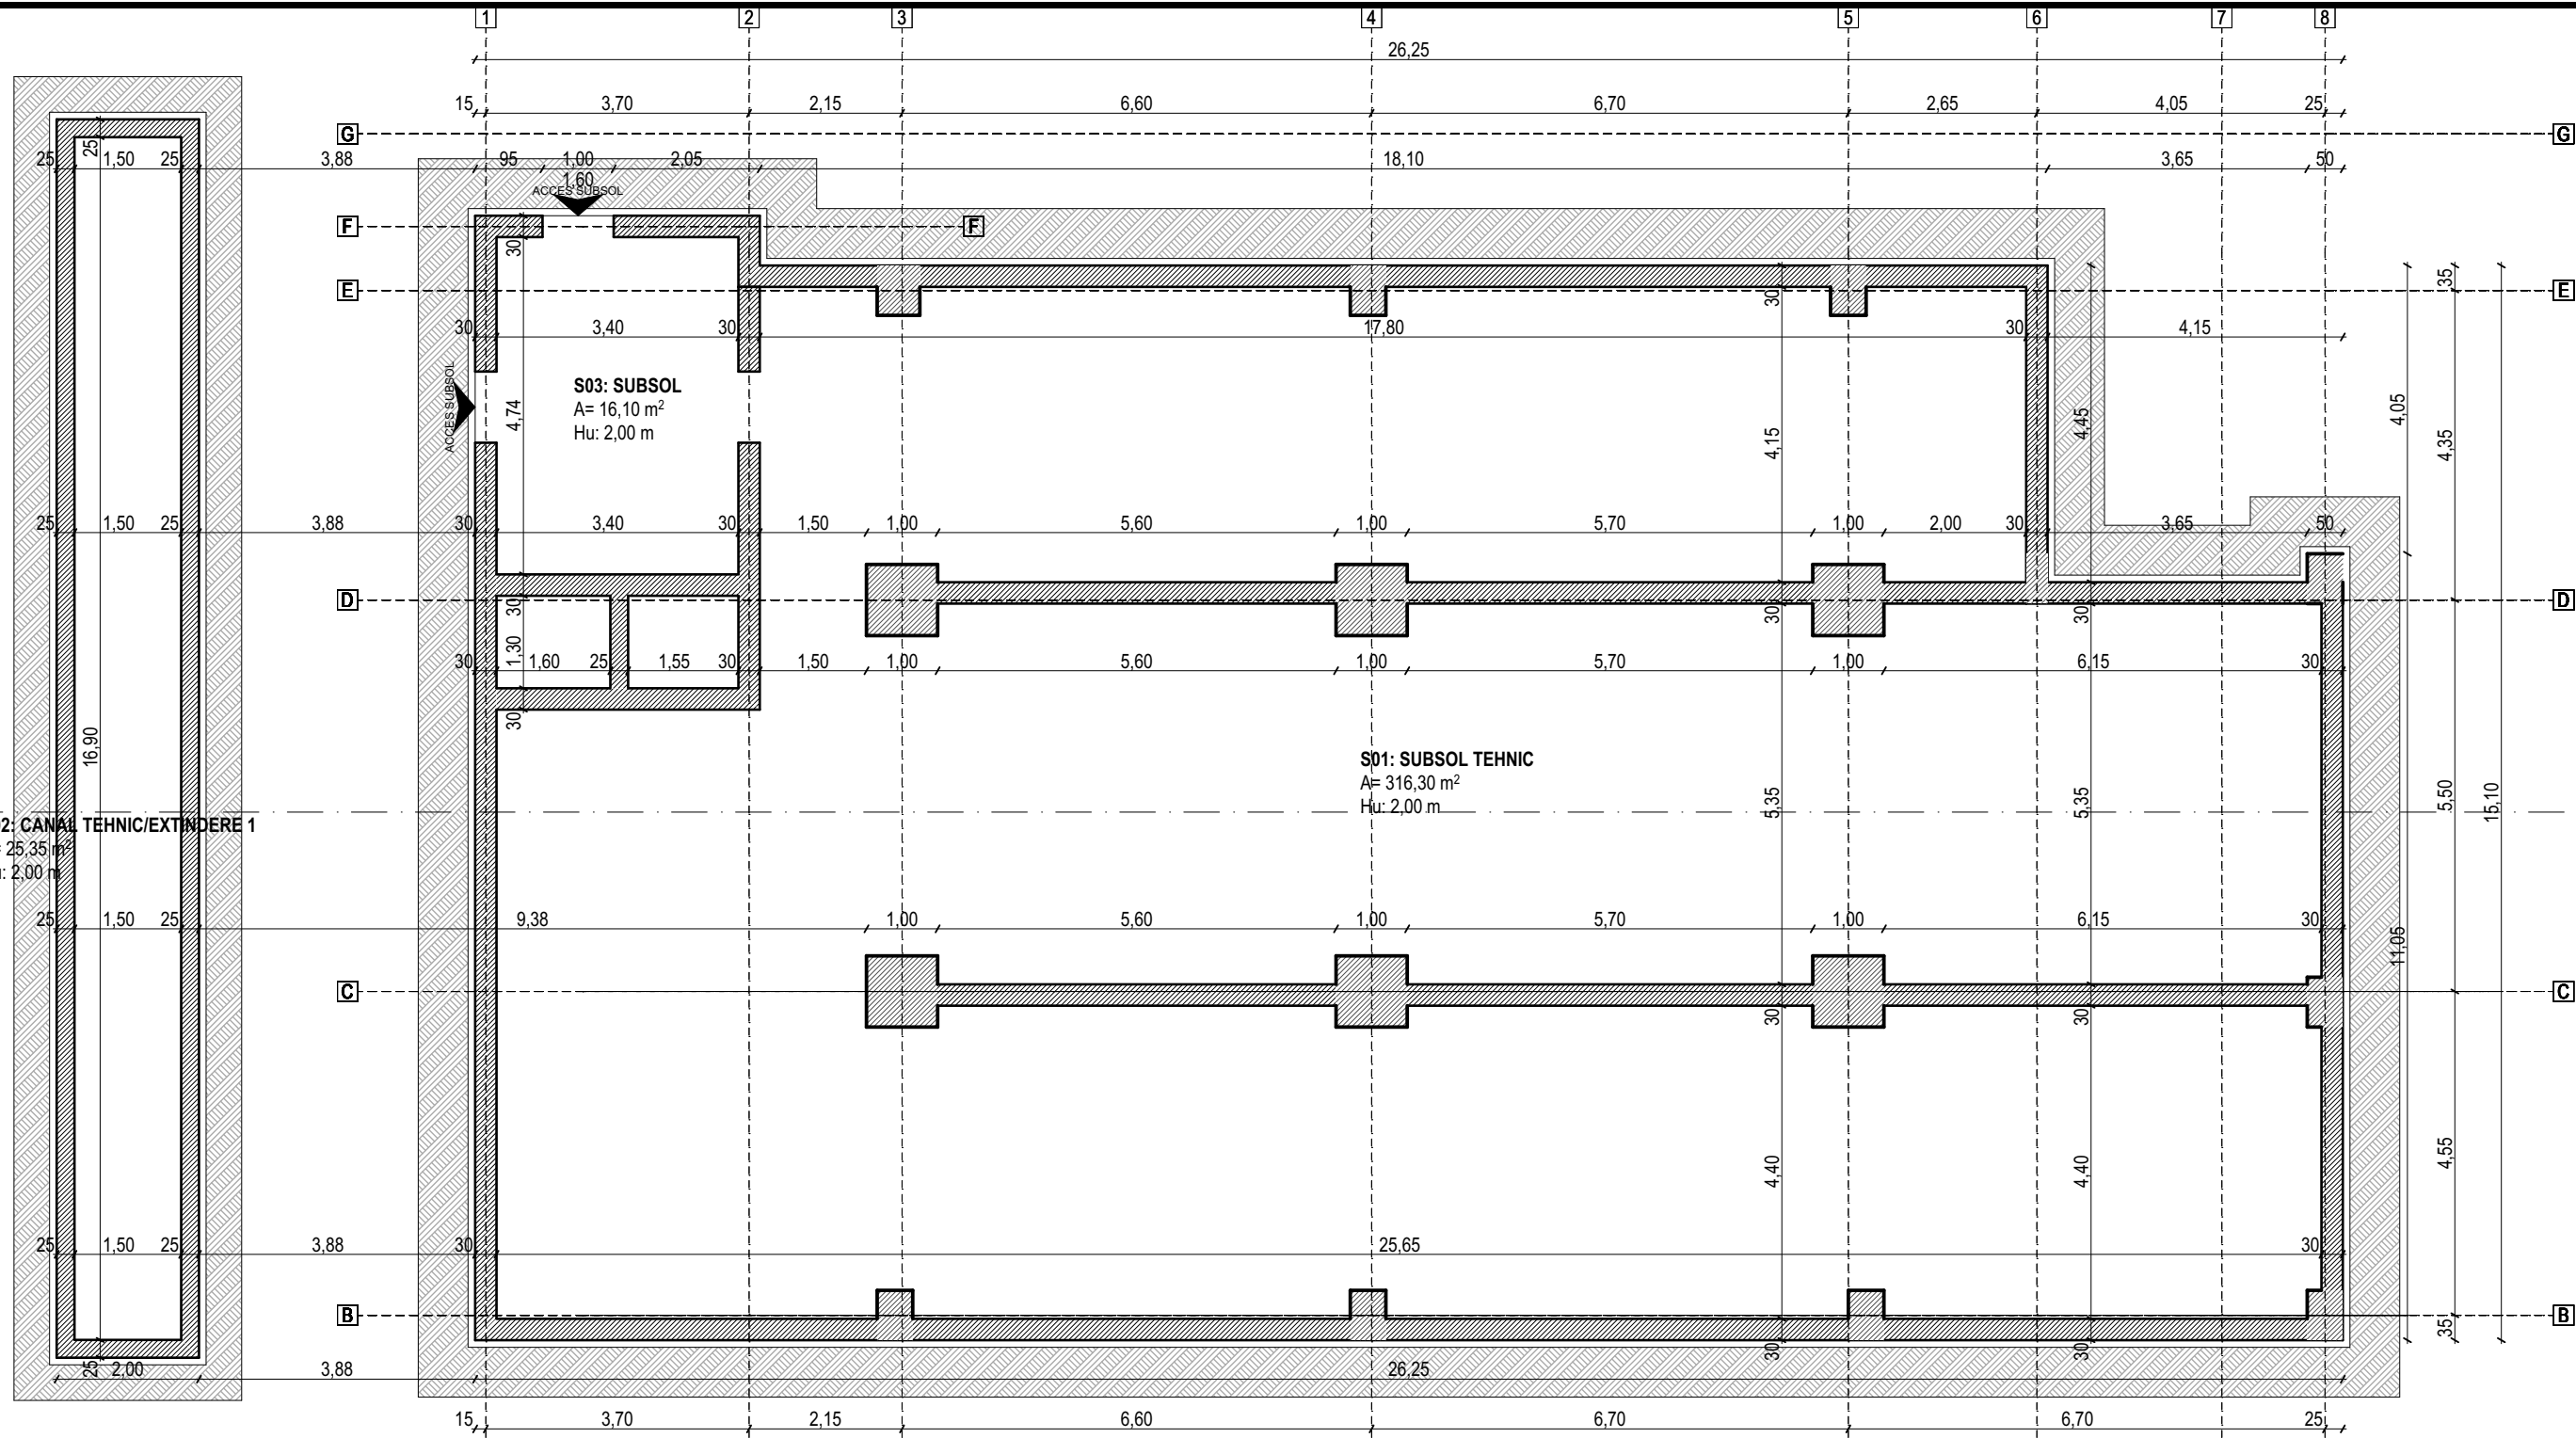 1 2 3 4 5 6 7 8
26,25
15 3,70 2,15 6,60 6,70 2,65 4,05 25
G G
25 1,50 25 3,88 95 1,00 2,05 18,10 3,65 50
25
1,60
ACCES SUBSOL
F F
30
E E
35
30
30 3,40 30 17,80 30 4,15
ACCES SUBSOL
S03: SUBSOL
A= 16,10 m²
Hu: 2,00 m
4,74
4,15
4,45
4,05
4,35
25 1,50 25 3,88 30 3,40 30 1,50 1,00 5,60 1,00 5,70 1,00 2,00 30 3,65 50
D D
30 30 30
1,30
30 1,60 25 1,55 30 1,50 1,00 5,60 1,00 5,70 1,00 6,15 30
30
16,90
S01: SUBSOL TEHNIC
A= 316,30 m²
Hu: 2,00 m
5,35
5,35
5,50
15,10
2: CANAL TEHNIC/EXTINDERE 1
25,35 m²
: 2,00 m
25 1,50 25 9,38 1,00 5,60 1,00 5,70 1,00 6,15 30
11,05
C C
30 30
4,40
4,40
4,55
25 1,50 25 3,88 30 25,65 30
B B
35
30 30
25
2,00 3,88 26,25
15 3,70 2,15 6,60 6,70 6,70 25